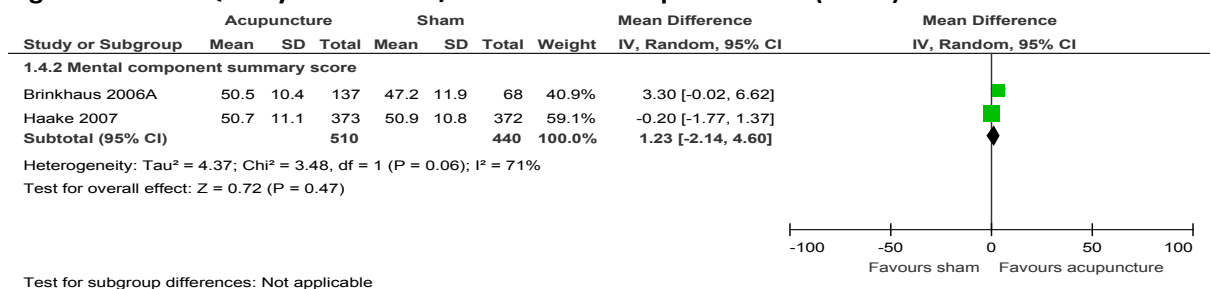 Acupuncture Sham Mean Difference Mean Difference
Study or Subgroup Mean SD Total Mean SD Total Weight IV, Random, 95% CI IV, Random, 95% CI
1.4.2 Mental component summary score
Brinkhaus 2006A 50.5 10.4 137 47.2 11.9 68 40.9% 3.30 [-0.02, 6.62]
Haake 2007 50.7 11.1 373 50.9 10.8 372 59.1% -0.20 [-1.77, 1.37]
Subtotal (95% CI) 510 440 100.0% 1.23 [-2.14, 4.60]
Heterogeneity: Tau² = 4.37; Chi² = 3.48, df = 1 (P = 0.06); I² = 71%
Test for overall effect: Z = 0.72 (P = 0.47)
-100 -50 0 50 100
Favours sham Favours acupuncture
Test for subgroup differences: Not applicable